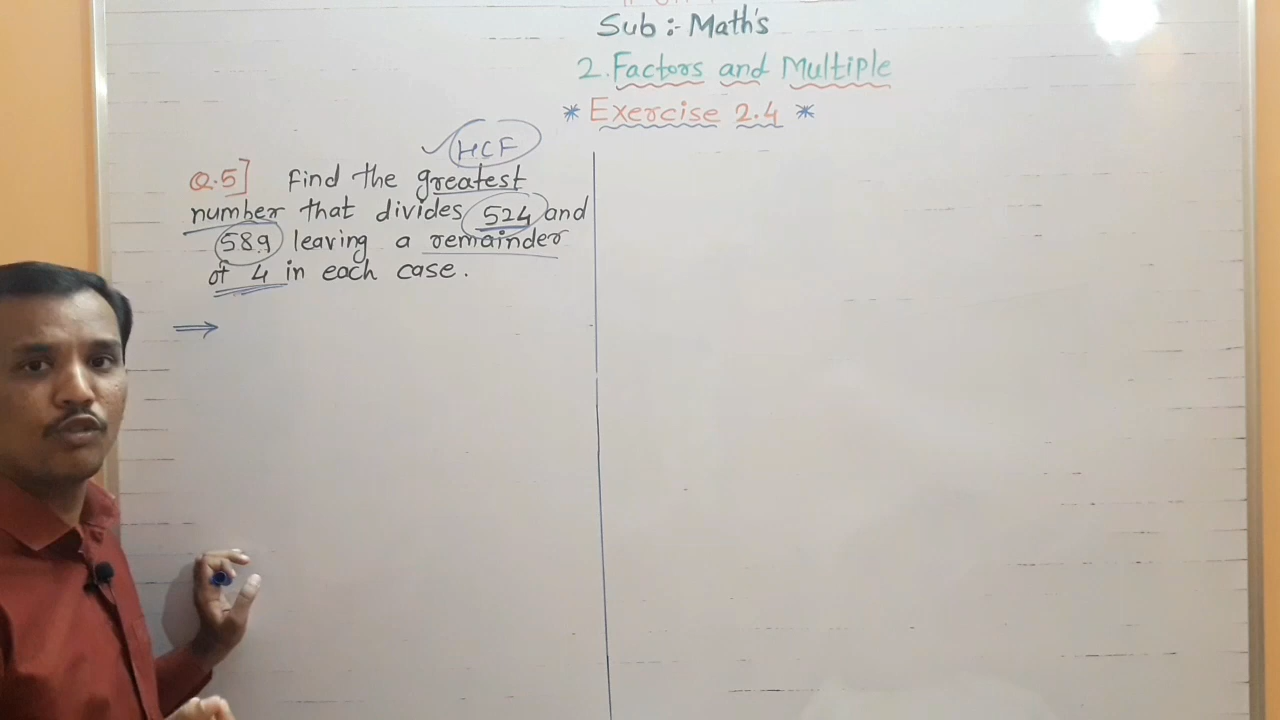 Sub :- Math's
2. Factors and Multiple
* Exercise 2.4 *
HCF
Q.5] Find the greatest
number that divides 524 and
589 leaving a remainder
of 4 in each case.
⇒